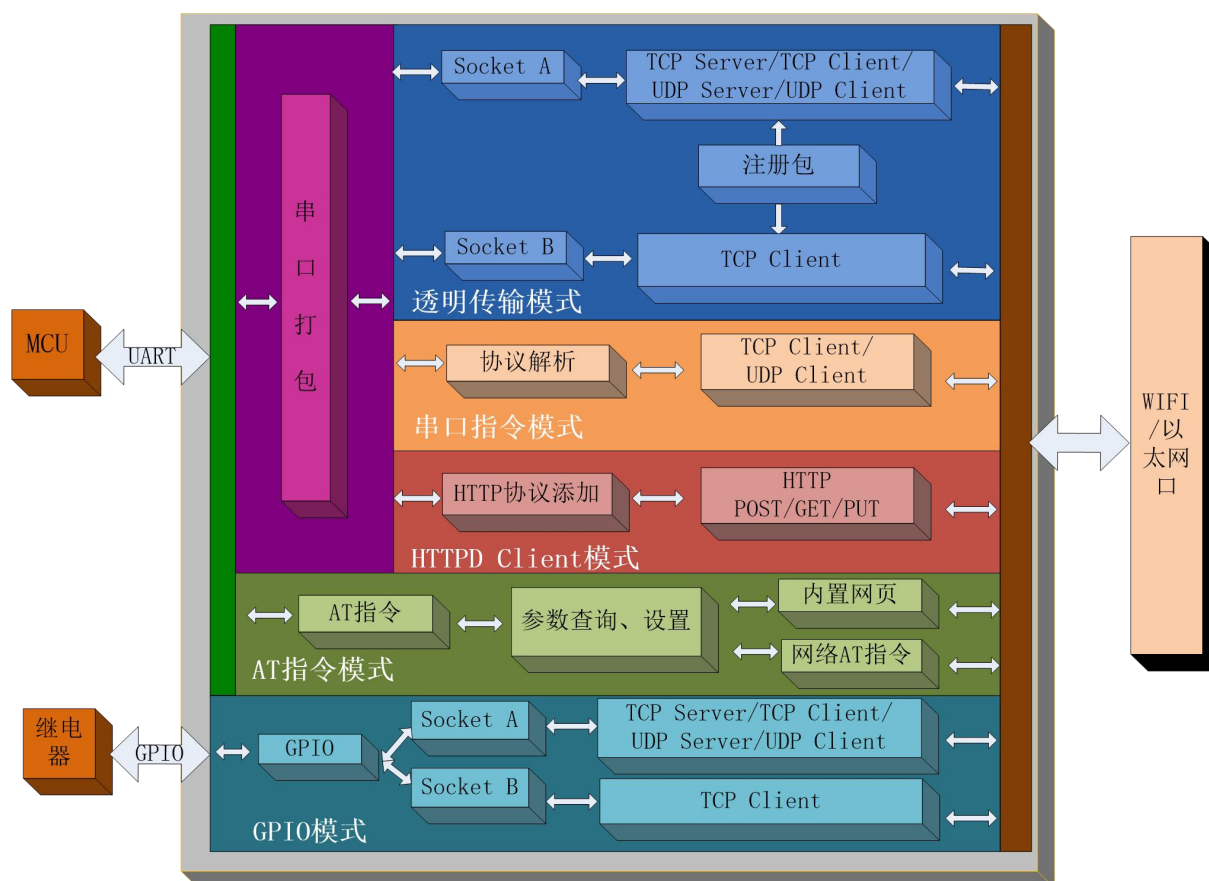 Socket A
TCP Server/TCP Client/
UDP Server/UDP Client
注册包
Socket B
TCP Client
透明传输模式
串
口
打
包
MCU
UART
协议解析
TCP Client/
UDP Client
串口指令模式
HTTP协议添加
HTTP
POST/GET/PUT
HTTPD Client模式
WIFI
/以
太网
口
AT指令
参数查询、设置
内置网页
网络AT指令
AT指令模式
继电
器
GPIO
GPIO
Socket A
TCP Server/TCP Client/
UDP Server/UDP Client
Socket B
TCP Client
GPIO模式